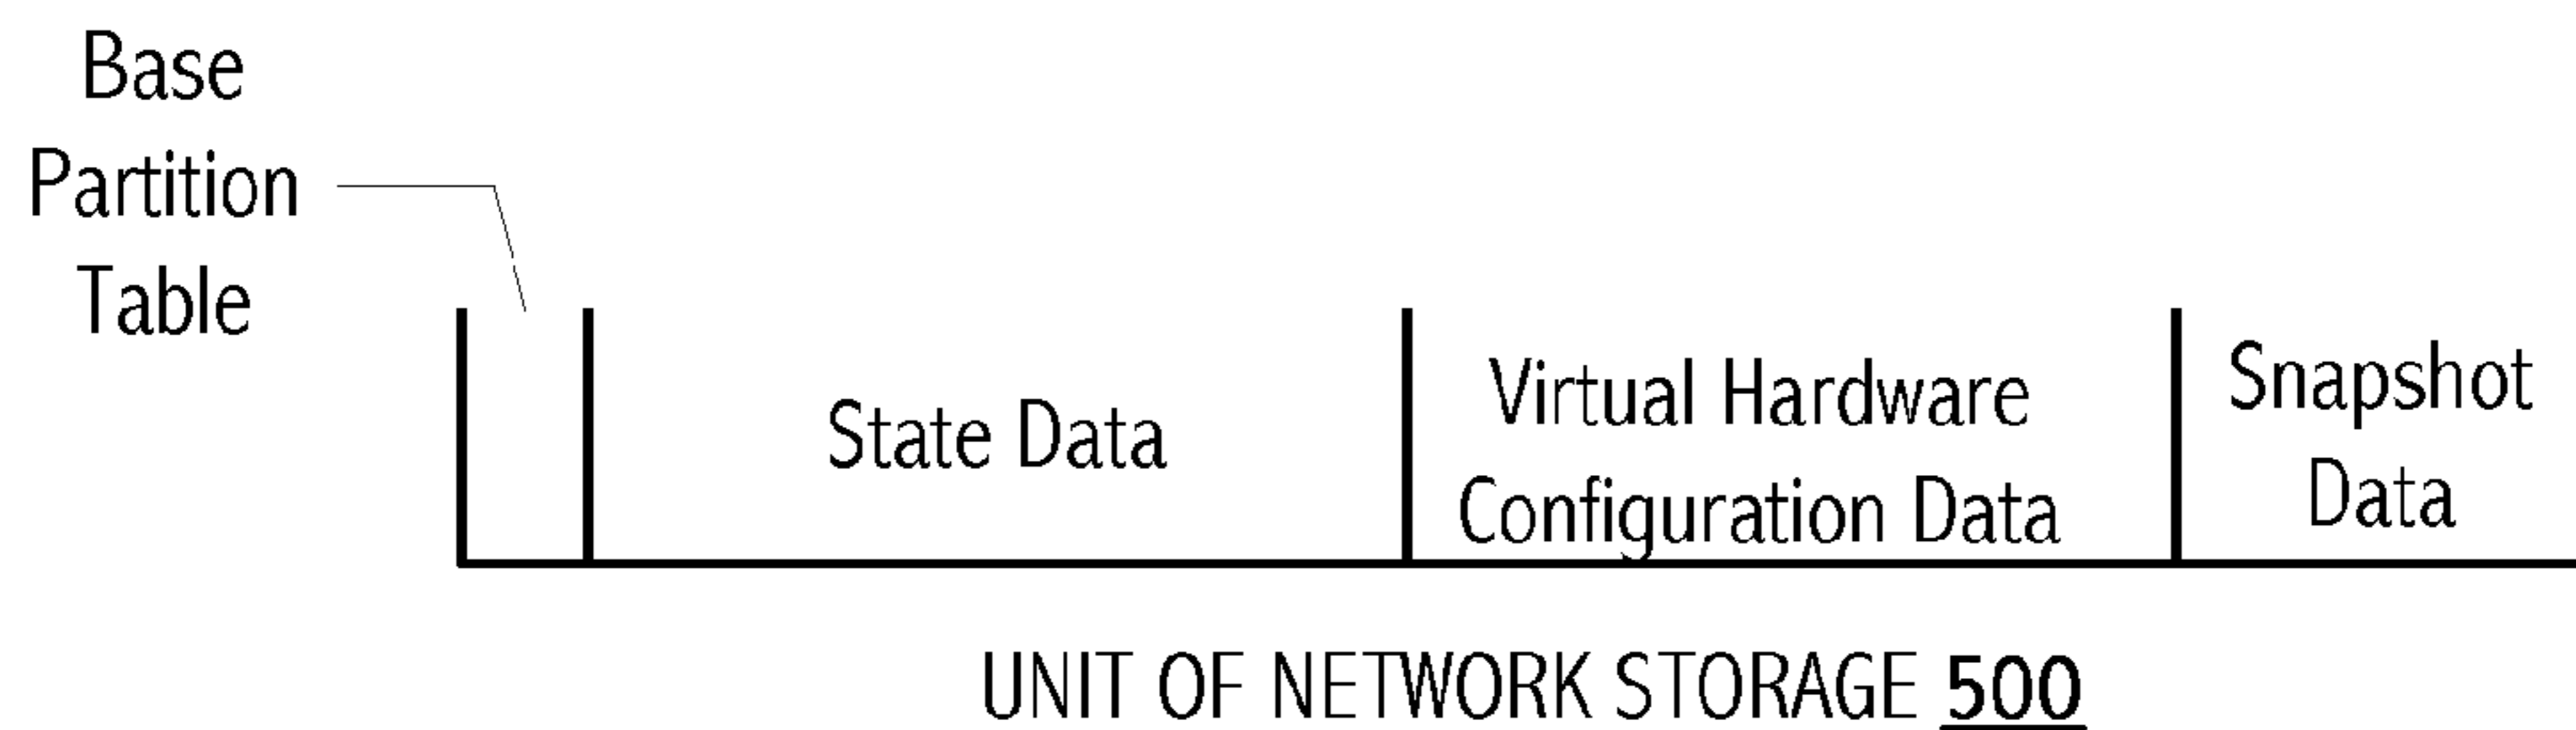 Base
Partition
Table
State Data
Virtual Hardware
Configuration Data
Snapshot
Data
UNIT OF NETWORK STORAGE 500